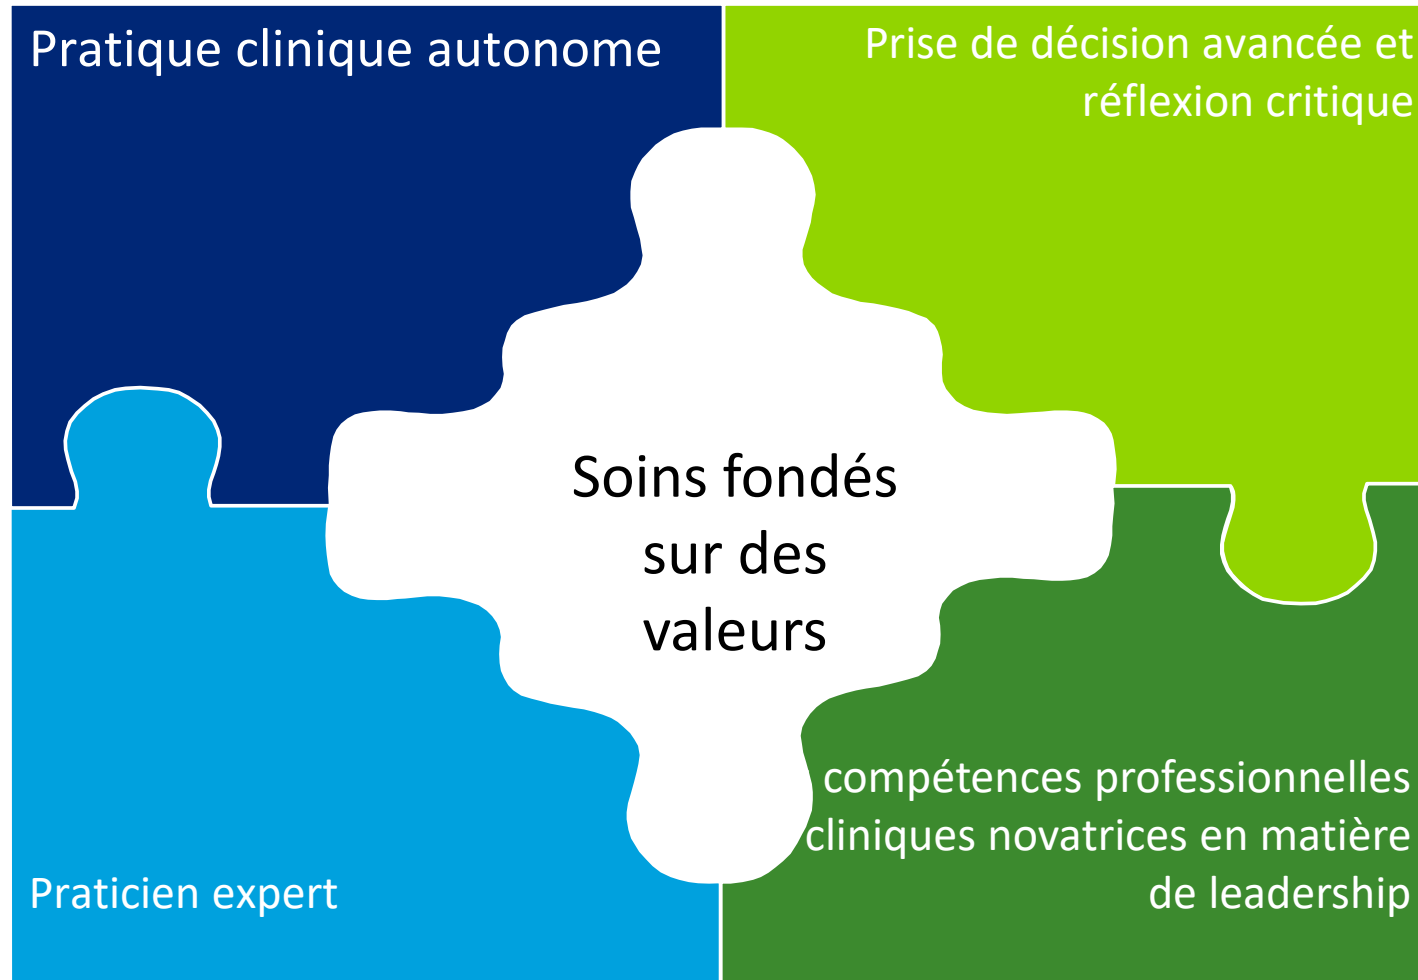 Pratique clinique autonome
Prise de décision avancée et
réflexion critique
Soins fondés
sur des
valeurs
Praticien expert
compétences professionnelles
cliniques novatrices en matière
de leadership